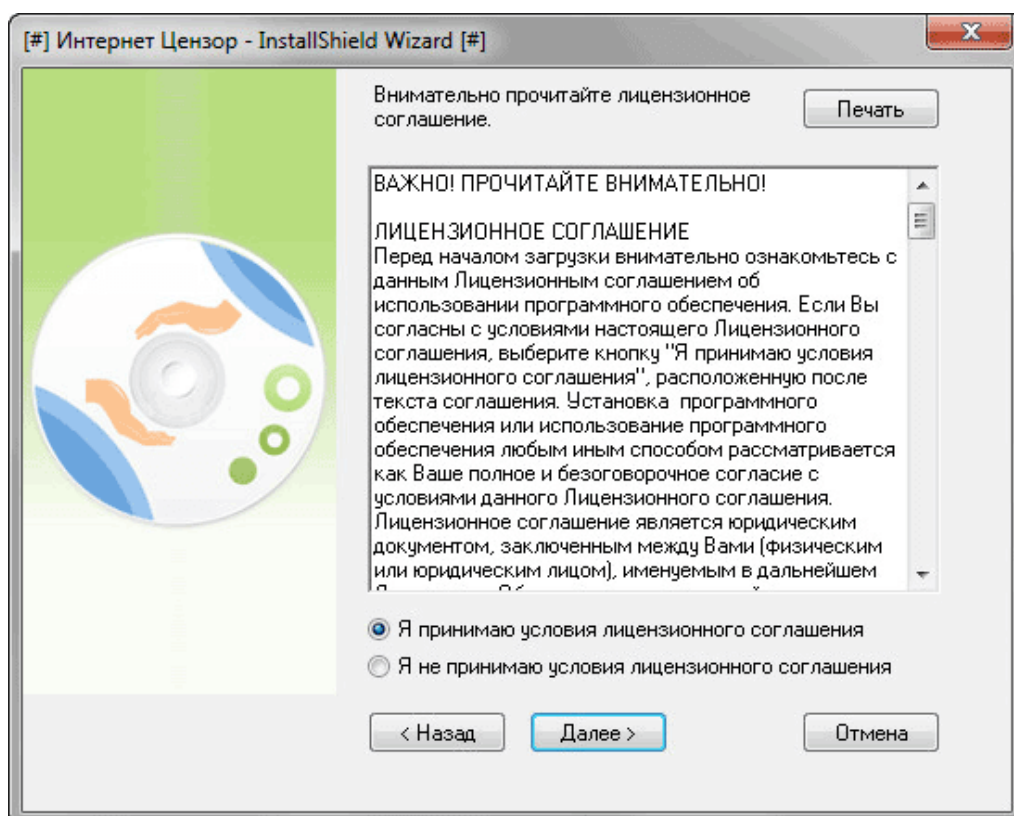 [#] Интернет Цензор - InstallShield Wizard [#]
Внимательно прочитайте лицензионное
соглашение.
Печать
ВАЖНО! ПРОЧИТАЙТЕ ВНИМАТЕЛЬНО!
ЛИЦЕНЗИОННОЕ СОГЛАШЕНИЕ
Перед началом загрузки внимательно ознакомьтесь с
данным Лицензионным соглашением об
использовании программного обеспечения. Если Вы
согласны с условиями настоящего Лицензионного
соглашения, выберите кнопку "Я принимаю условия
лицензионного соглашения", расположенную после
текста соглашения. Установка  программного
обеспечения или использование программного
обеспечения любым иным способом рассматривается
как Ваше полное и безоговорочное согласие с
условиями данного Лицензионного соглашения.
Лицензионное соглашение является юридическим
документом, заключенным между Вами (физическим
или юридическим лицом), именуемым в дальнейшем
Я принимаю условия лицензионного соглашения
Я не принимаю условия лицензионного соглашения
< Назад
Далее >
Отмена